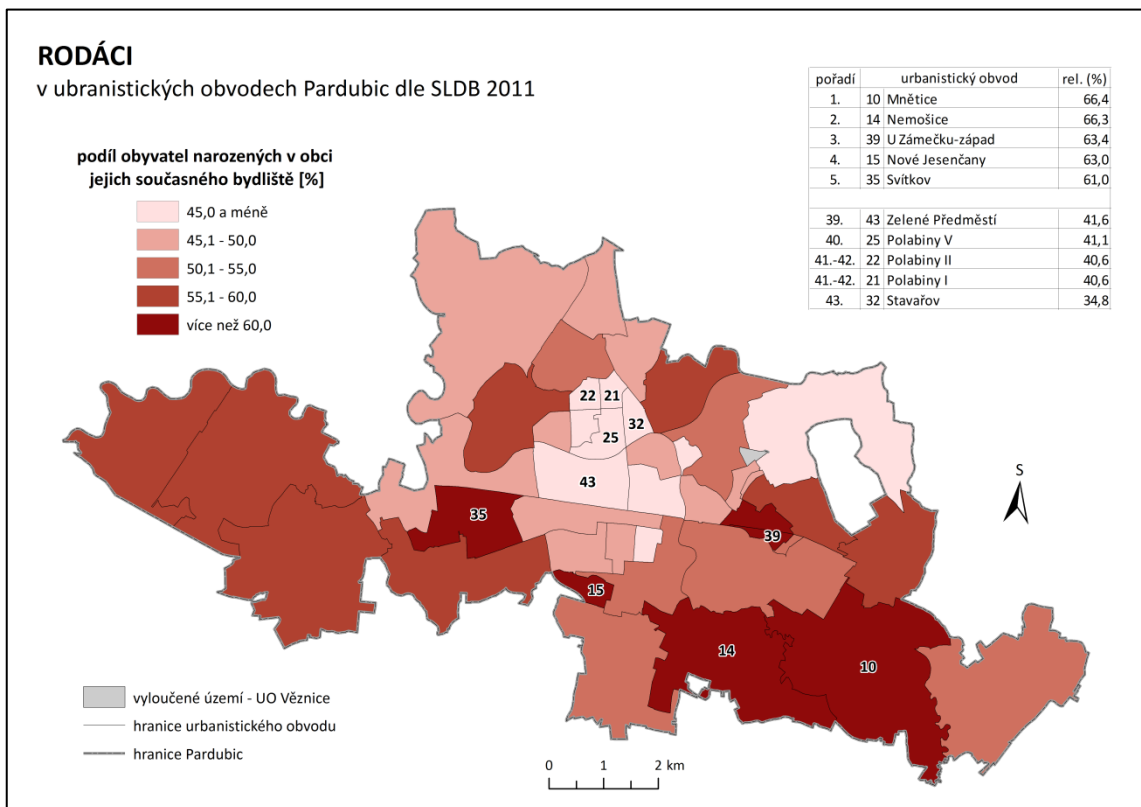 RODÁCI
v ubranistických obvodech Pardubic dle SLDB 2011
pořadí urbanistický obvod rel. (%)
1. 10 Mnětice 66,4
2. 14 Nemošice 66,3
3. 39 U Zámečku-západ 63,4
4. 15 Nové Jesenčany 63,0
5. 35 Svítkov 61,0
39. 43 Zelené Předměstí 41,6
40. 25 Polabiny V 41,1
41.-42. 22 Polabiny II 40,6
41.-42. 21 Polabiny I 40,6
43. 32 Stavařov 34,8
podíl obyvatel narozených v obci
jejich současného bydliště [%]
45,0 a méně
45,1 - 50,0
50,1 - 55,0
55,1 - 60,0
více než 60,0
22 21
32
25
43
35
39
15
14
10
S
vyloučené území - UO Věznice
hranice urbanistického obvodu
hranice Pardubic
0 1 2 km